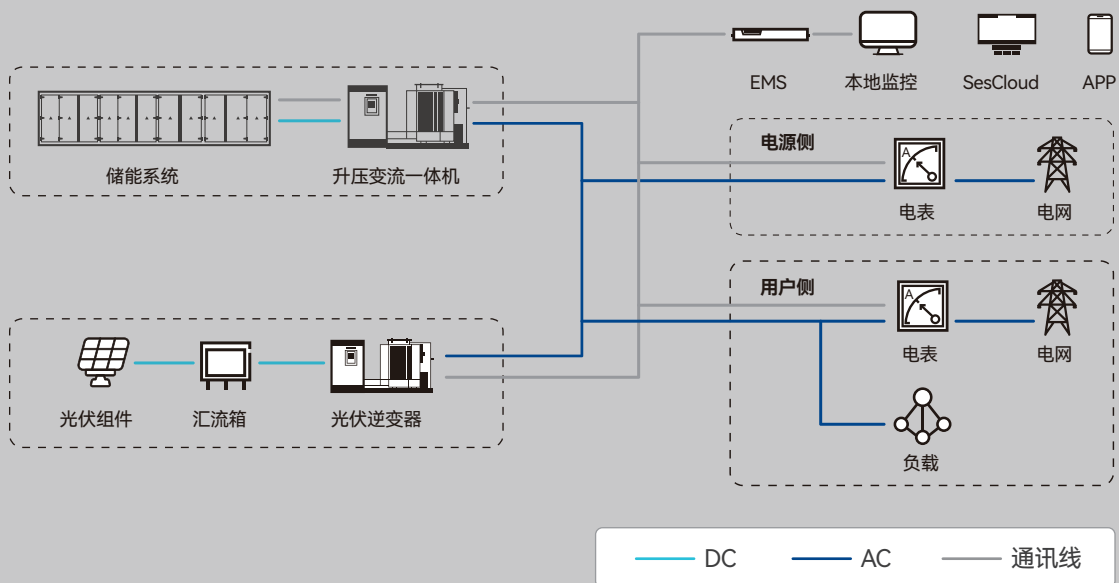 EMS
本地监控
SesCloud
APP
储能系统
升压变流一体机
电源侧
A
电表
电网
用户侧
A
电表
电网
负载
光伏组件
汇流箱
光伏逆变器
DC
AC
通讯线